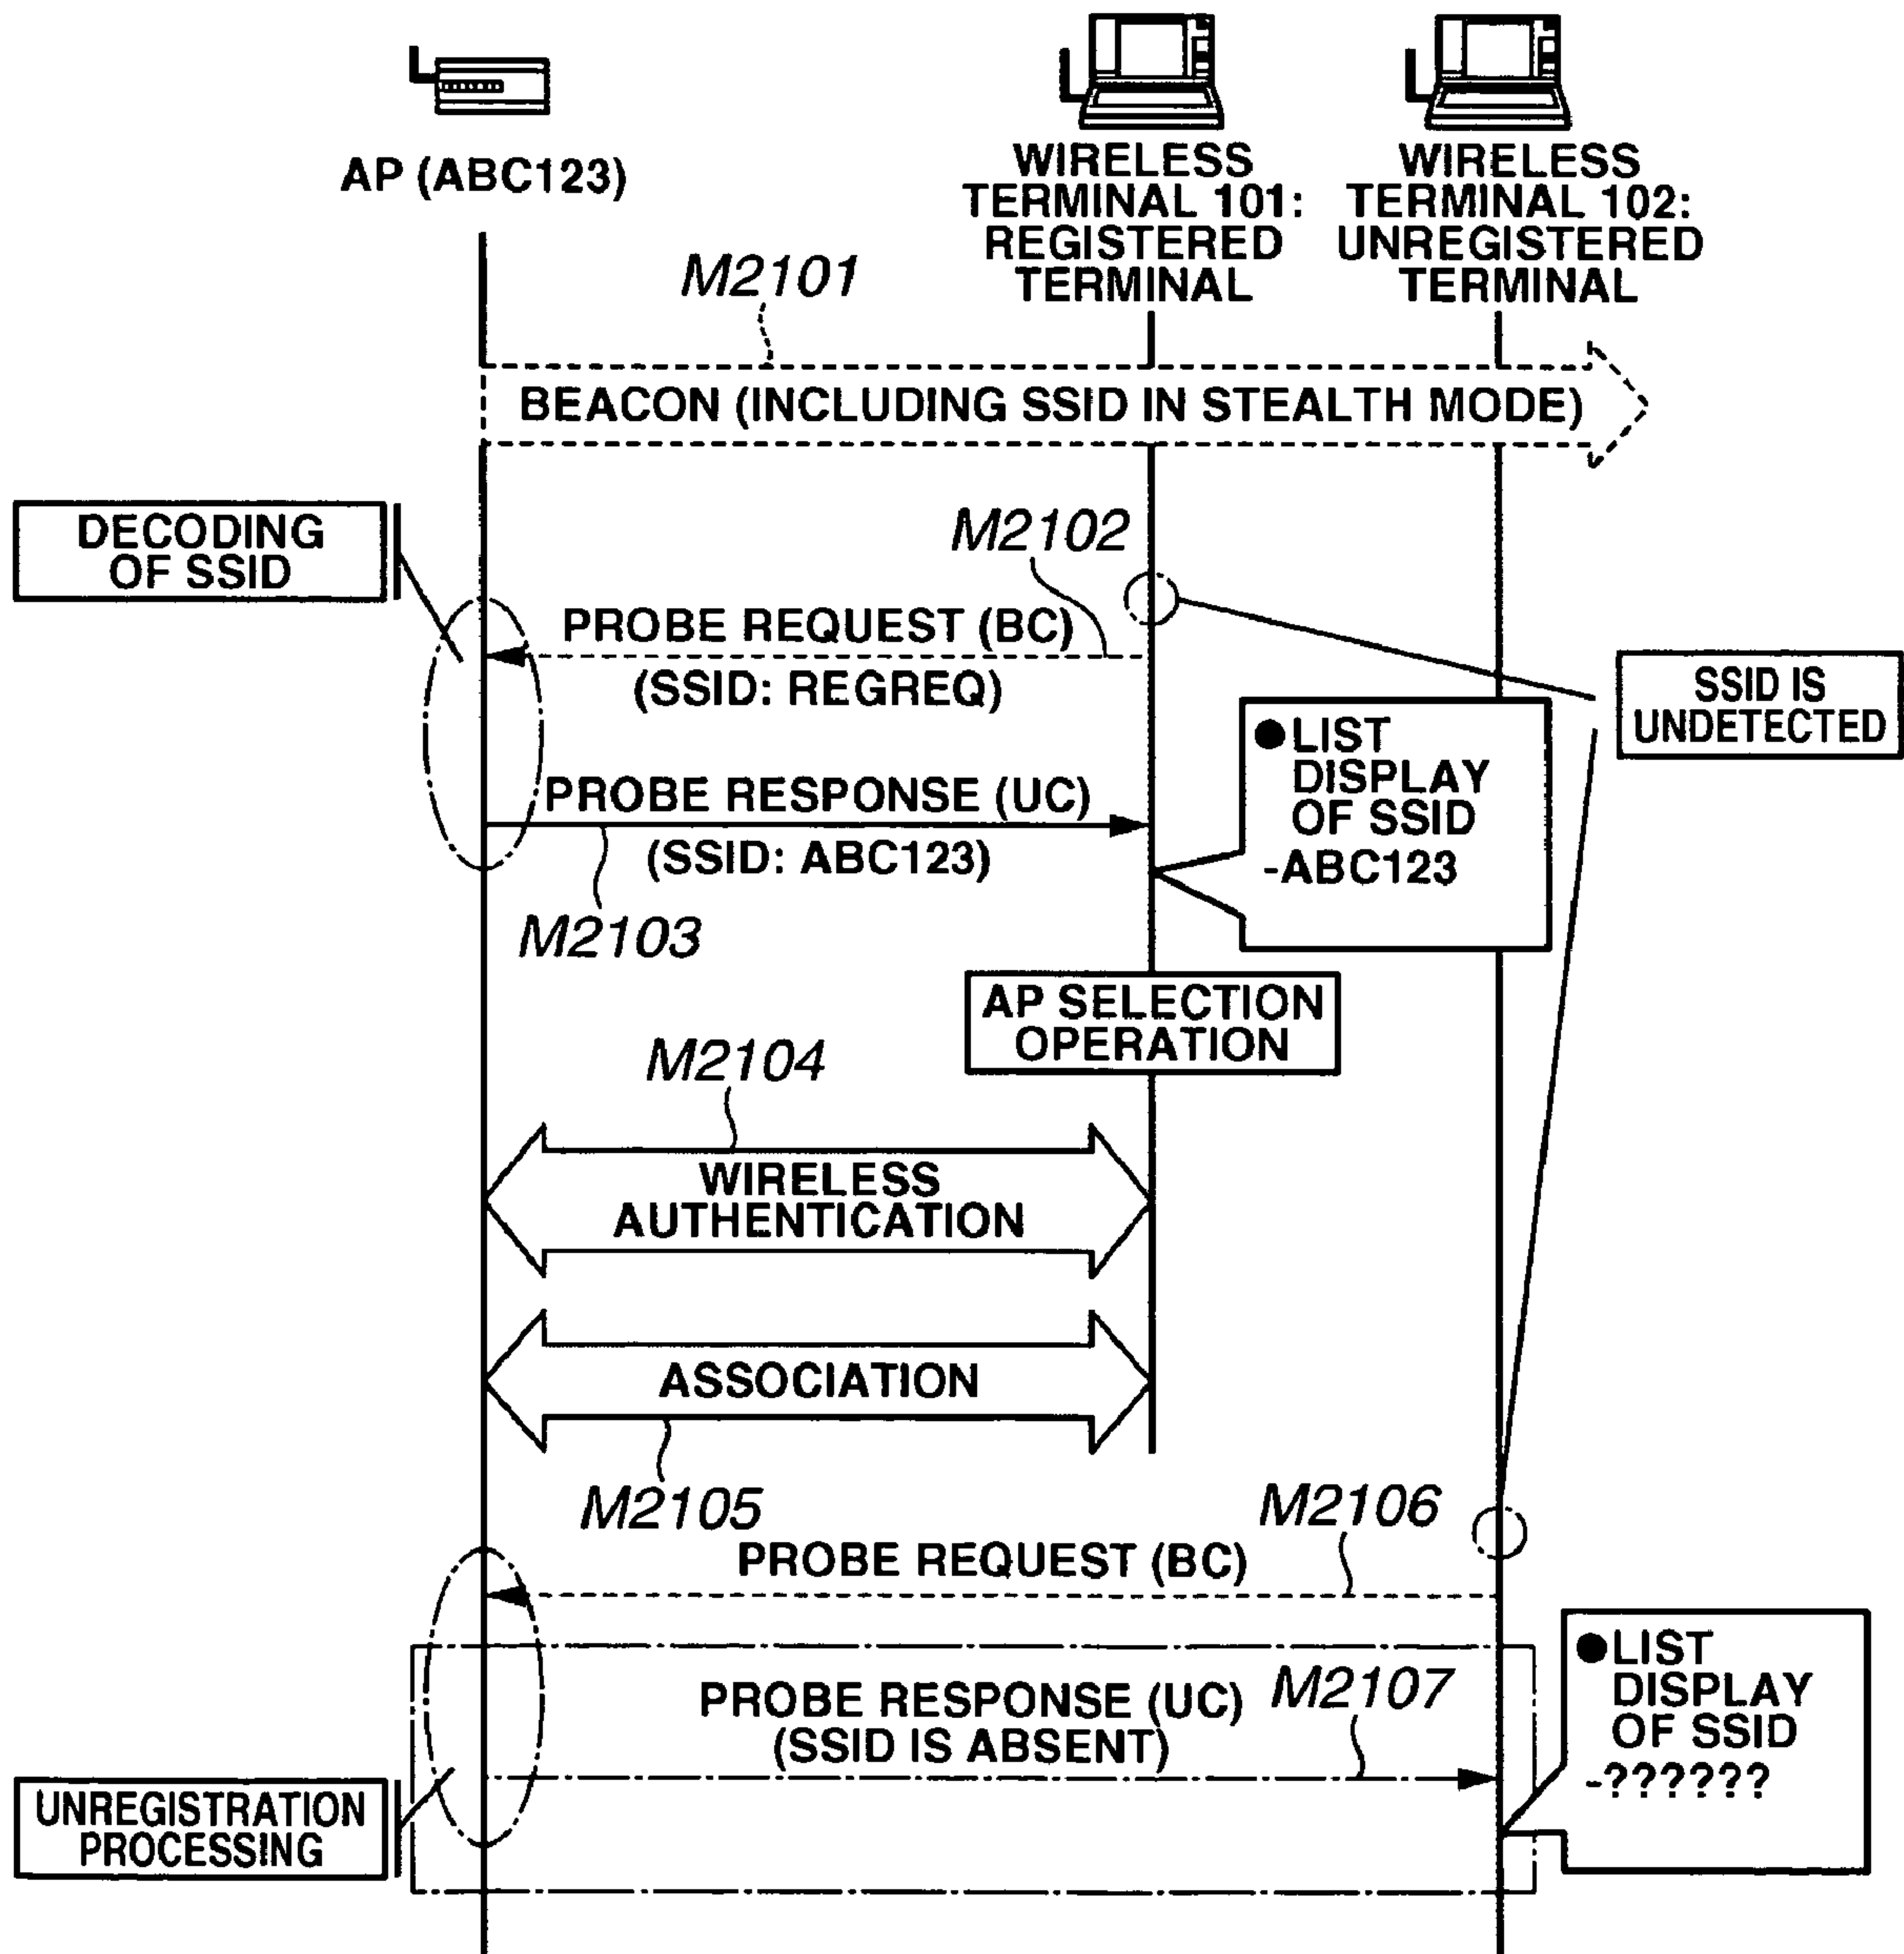 AP (ABC123)
WIRELESS
TERMINAL 101:
REGISTERED
TERMINAL
WIRELESS
TERMINAL 102:
UNREGISTERED
TERMINAL
M2101
BEACON (INCLUDING SSID IN STEALTH MODE)
DECODING
OF SSID
M2102
PROBE REQUEST (BC)
(SSID: REGREQ)
SSID IS
UNDETECTED
●LIST
DISPLAY
OF SSID
-ABC123
PROBE RESPONSE (UC)
(SSID: ABC123)
M2103
AP SELECTION
OPERATION
M2104
WIRELESS
AUTHENTICATION
ASSOCIATION
M2105
M2106
PROBE REQUEST (BC)
M2107
PROBE RESPONSE (UC)
(SSID IS ABSENT)
●LIST
DISPLAY
OF SSID
-??????
UNREGISTRATION
PROCESSING